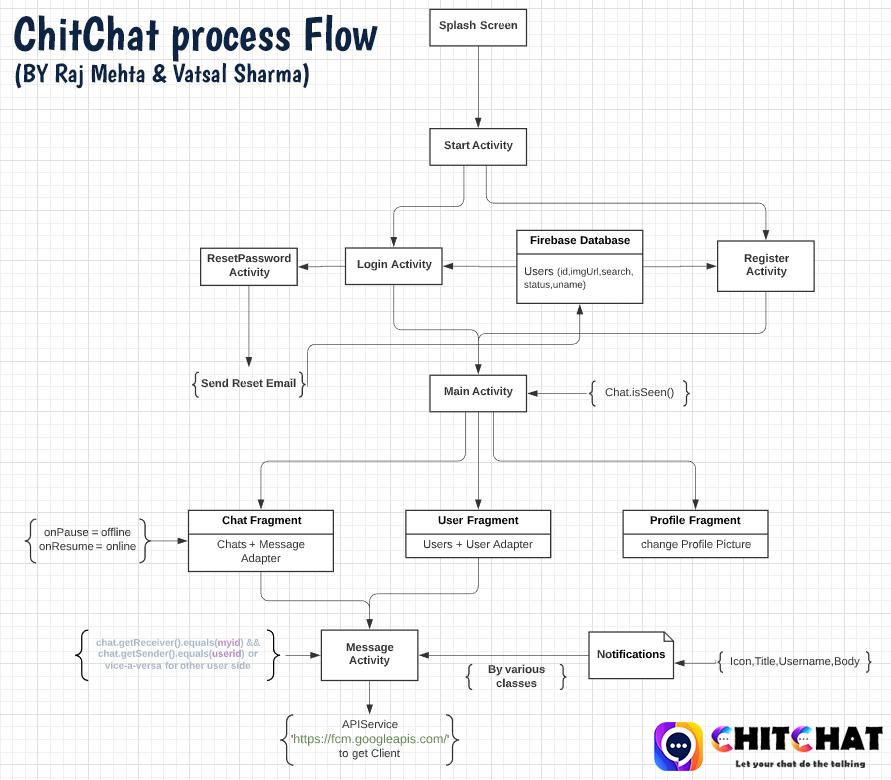 ChitChat process Flow
(BY Raj Mehta & Vatsal Sharma)
Splash Screen
Start Activity
Firebase Database
Users (id,imgUrl,search,
status,uname)
ResetPassword
Activity
Login Activity
Register
Activity
Send Reset Email
Main Activity
Chat.isSeen()
Chat Fragment
Chats + Message
Adapter
User Fragment
Users + User Adapter
Profile Fragment
change Profile Picture
onPause = offline
onResume = online
chat.getReceiver().equals(myid) &&
chat.getSender().equals(userid) or
vice-a-versa for other user side
Message
Activity
Notifications
By various
classes
Icon,Title,Username,Body
APIService
'https://fcm.googleapis.com/'
to get Client
CHITCHAT
Let your chat do the talking